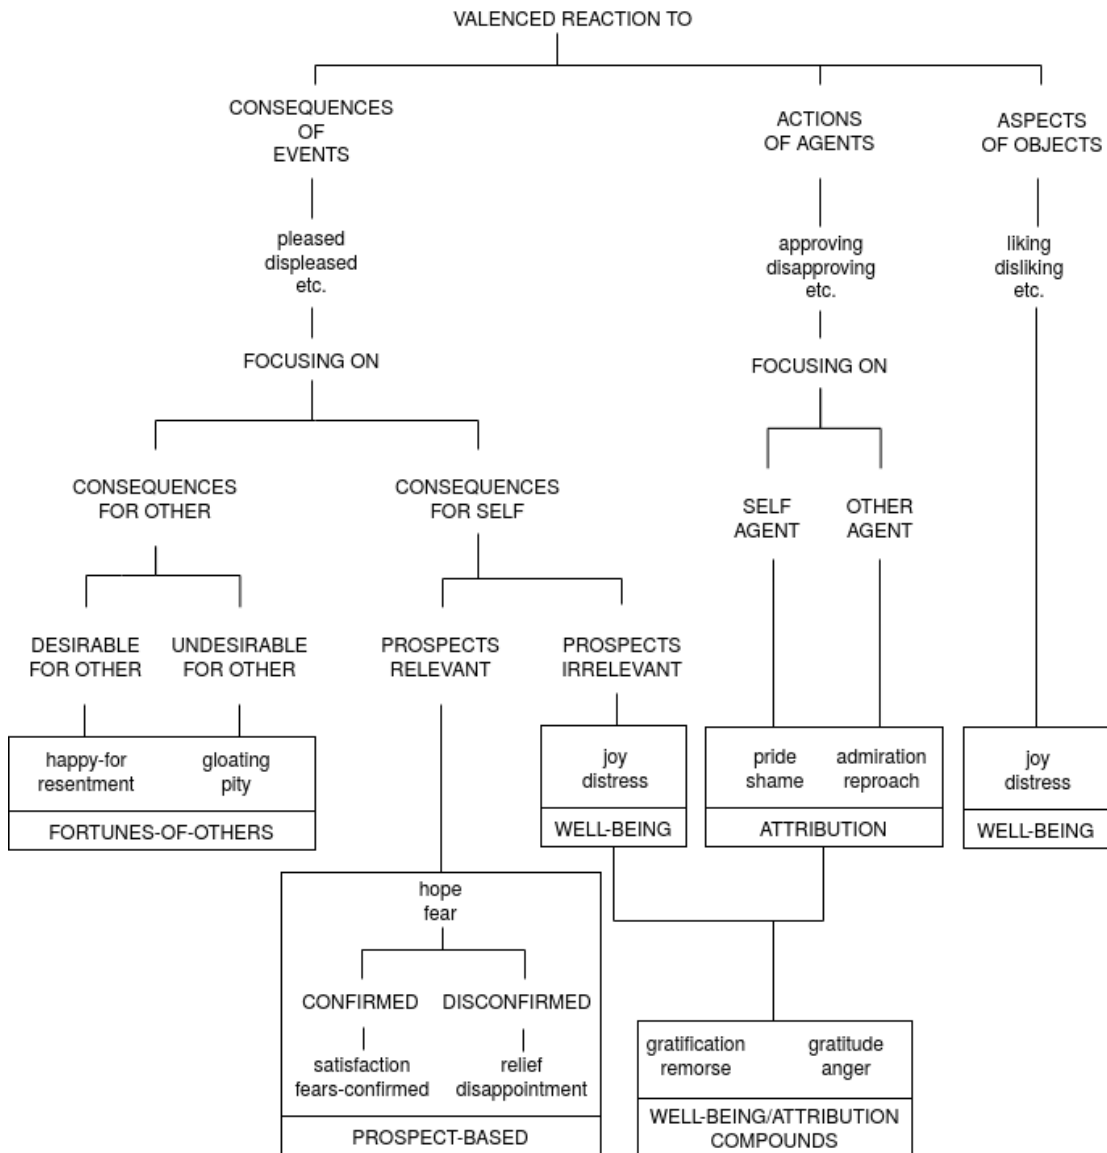 VALENCED REACTION TO
CONSEQUENCES
OF
EVENTS
ACTIONS
OF AGENTS
ASPECTS
OF OBJECTS
pleased
displeased
etc.
approving
disapproving
etc.
liking
disliking
etc.
FOCUSING ON
FOCUSING ON
CONSEQUENCES
FOR OTHER
CONSEQUENCES
FOR SELF
SELF
AGENT
OTHER
AGENT
DESIRABLE
FOR OTHER
UNDESIRABLE
FOR OTHER
PROSPECTS
RELEVANT
PROSPECTS
IRRELEVANT
happy-for
resentment
gloating
pity
FORTUNES-OF-OTHERS
joy
distress
WELL-BEING
pride
shame
admiration
reproach
ATTRIBUTION
joy
distress
WELL-BEING
hope
fear
CONFIRMED
DISCONFIRMED
satisfaction
fears-confirmed
relief
disappointment
PROSPECT-BASED
gratification
remorse
gratitude
anger
WELL-BEING/ATTRIBUTION
COMPOUNDS